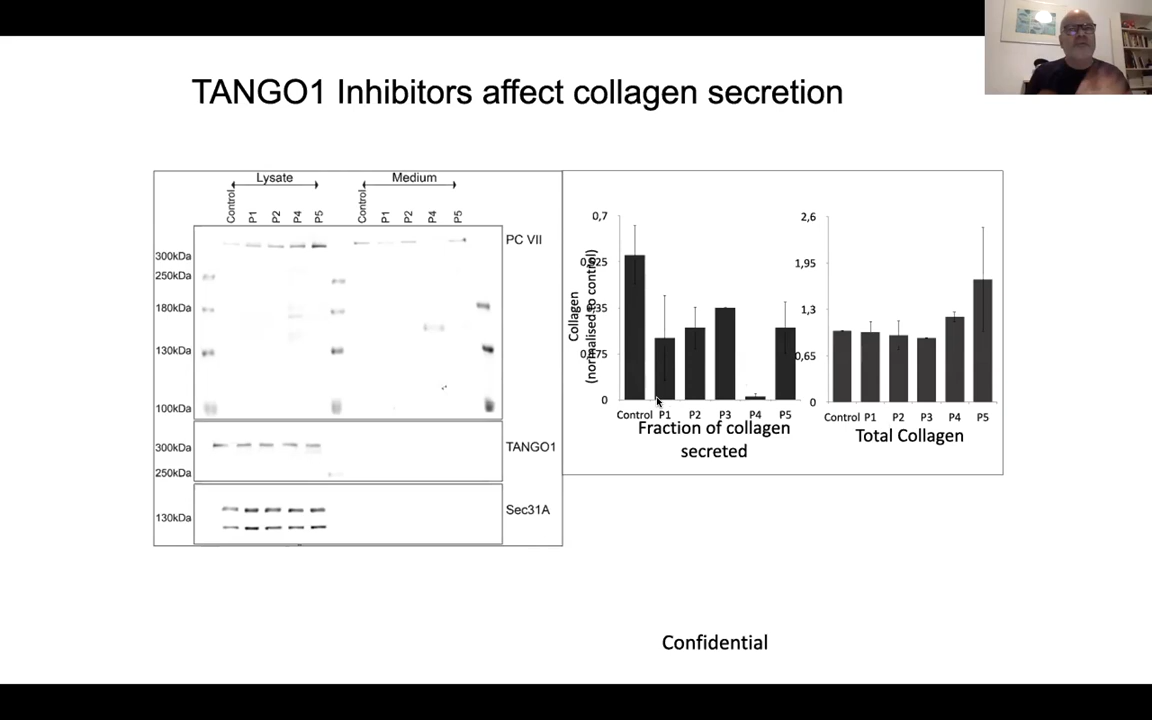 TANGO1 Inhibitors affect collagen secretion
Lysate
Medium
Control
P1
P2
P4
P5
Control
P1
P2
P4
P5
PC VII
300kDa
250kDa
180kDa
130kDa
100kDa
TANGO1
300kDa
250kDa
Sec31A
130kDa
Collagen
(normalised to control)
0,7
0,525
0,35
0,175
0
Control P1 P2 P3 P4 P5
Fraction of collagen
secreted
2,6
1,95
1,3
0,65
0
Control P1 P2 P3 P4 P5
Total Collagen
Confidential